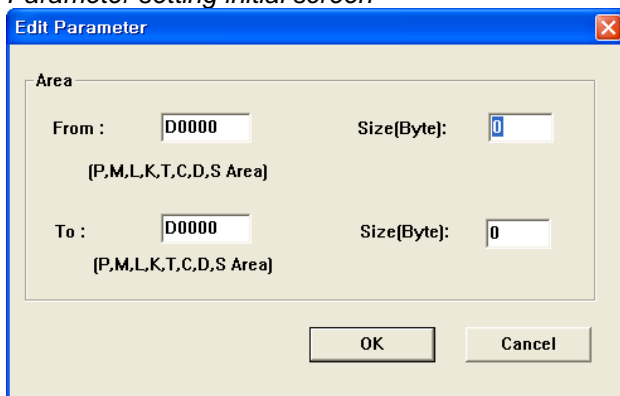 Parameter setting initial screen
Edit Parameter
Area
From : D0000 Size(Byte): 0
(P,M,L,K,T,C,D,S Area)
To : D0000 Size(Byte): 0
(P,M,L,K,T,C,D,S Area)
OK Cancel